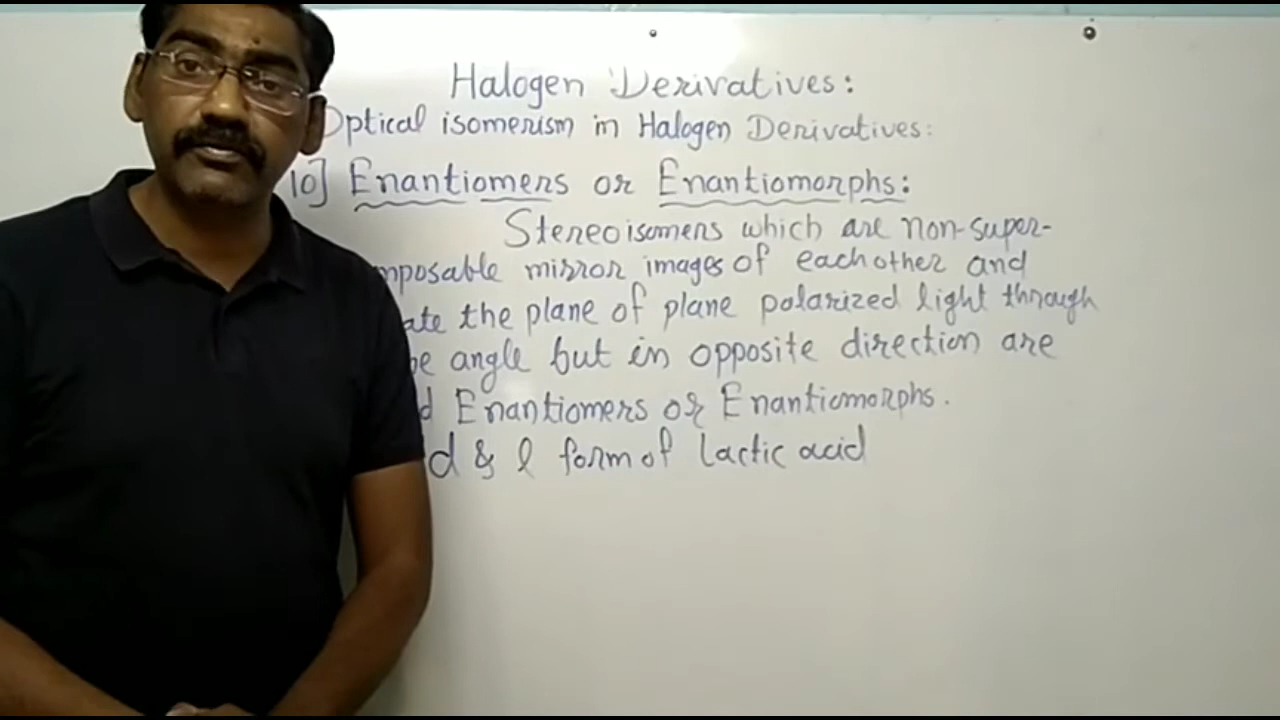 Halogen Derivatives:
Optical isomerism in Halogen Derivatives:
10] Enantiomers or Enantiomorphs:
Stereoisomers which are non-super-
mposable mirror images of each other and
ate the plane of plane polarized light through
angle but in opposite direction are
d Enantiomers or Enantiomorphs.
d & l form of Lactic acid